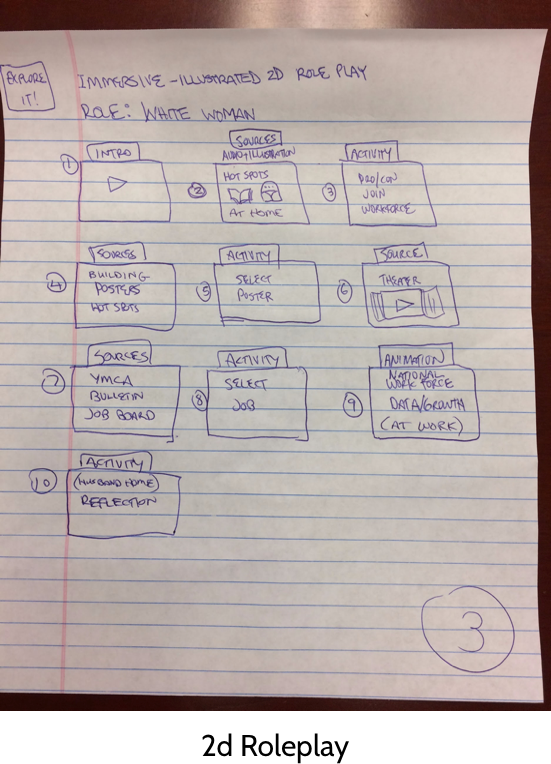 EXPLORE
IT!
IMMERSIVE - ILLUSTRATED 2D ROLE PLAY
ROLE: WHITE WOMAN
1
INTRO
2
SOURCES
AUDIO + ILLUSTRATION
HOT SPOTS
AT HOME
3
ACTIVITY
PRO/CON
JOIN
WORKFORCE
4
SOURCES
BUILDING
POSTERS
HOT SPOTS
5
ACTIVITY
SELECT
POSTER
6
SOURCE
THEATER
7
SOURCES
YMCA
BULLETIN
JOB BOARD
8
ACTIVITY
SELECT
JOB
9
ANIMATION
NATIONAL
WORK FORCE
DATA/GROWTH
(AT WORK)
10
ACTIVITY
(HUSBAND HOME)
REFLECTION
3
2d Roleplay